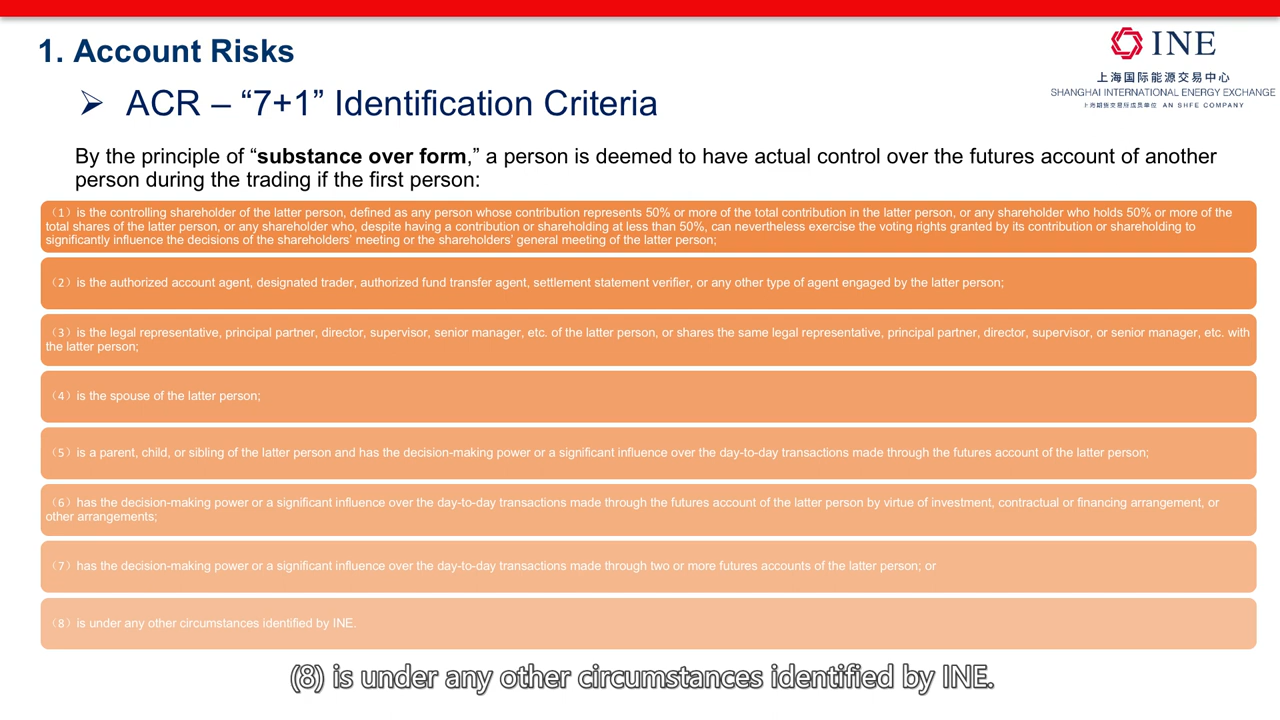 1. Account Risks
INE
上海国际能源交易中心
SHANGHAI INTERNATIONAL ENERGY EXCHANGE
上海期货交易所成员单位 AN SHFE COMPANY
➢ ACR – “7+1” Identification Criteria
By the principle of “substance over form,” a person is deemed to have actual control over the futures account of another
person during the trading if the first person:
（1）is the controlling shareholder of the latter person, defined as any person whose contribution represents 50% or more of the total contribution in the latter person, or any shareholder who holds 50% or more of the
total shares of the latter person, or any shareholder who, despite having a contribution or shareholding at less than 50%, can nevertheless exercise the voting rights granted by its contribution or shareholding to
significantly influence the decisions of the shareholders’ meeting or the shareholders’ general meeting of the latter person;
（2）is the authorized account agent, designated trader, authorized fund transfer agent, settlement statement verifier, or any other type of agent engaged by the latter person;
（3）is the legal representative, principal partner, director, supervisor, senior manager, etc. of the latter person, or shares the same legal representative, principal partner, director, supervisor, or senior manager, etc. with
the latter person;
（4）is the spouse of the latter person;
（5）is a parent, child, or sibling of the latter person and has the decision-making power or a significant influence over the day-to-day transactions made through the futures account of the latter person;
（6）has the decision-making power or a significant influence over the day-to-day transactions made through the futures account of the latter person by virtue of investment, contractual or financing arrangement, or
other arrangements;
（7）has the decision-making power or a significant influence over the day-to-day transactions made through two or more futures accounts of the latter person; or
（8）is under any other circumstances identified by INE.
(8) is under any other circumstances identified by INE.